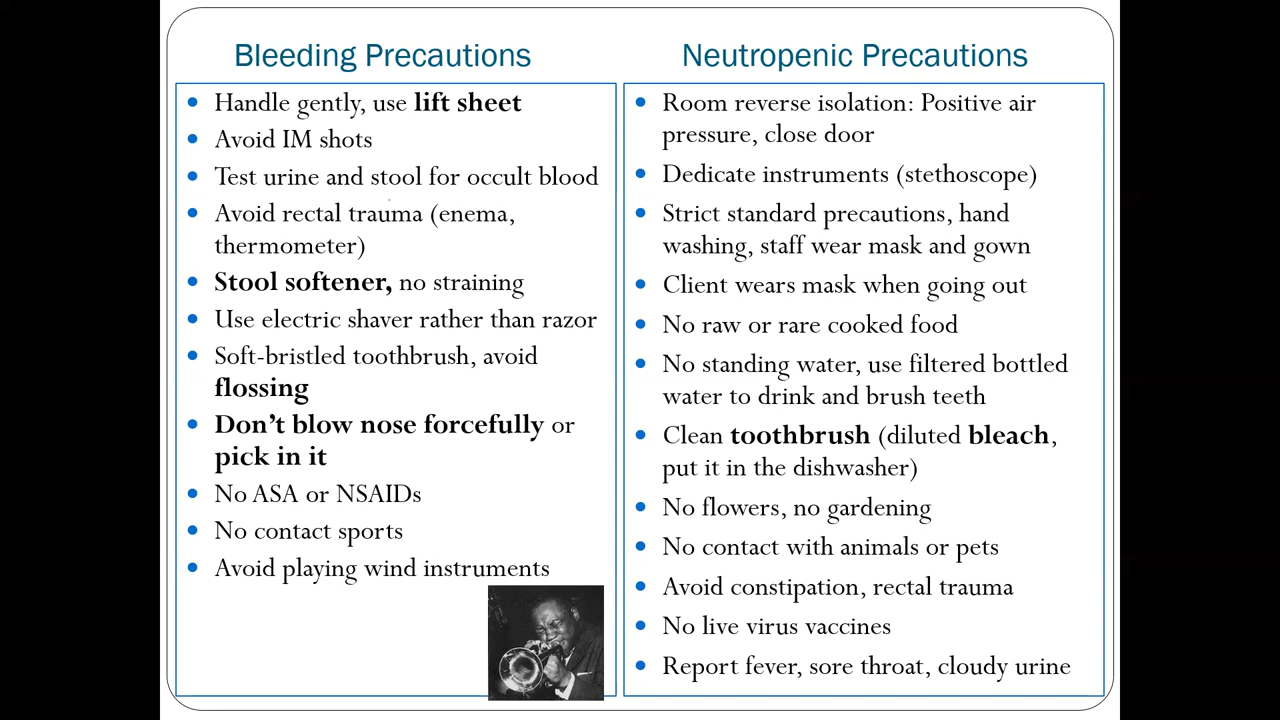 Bleeding Precautions
Handle gently, use lift sheet
Avoid IM shots
Test urine and stool for occult blood
Avoid rectal trauma (enema,
thermometer)
Stool softener, no straining
Use electric shaver rather than razor
Soft-bristled toothbrush, avoid
flossing
Don't blow nose forcefully or
pick in it
No ASA or NSAIDs
No contact sports
Avoid playing wind instruments
Neutropenic Precautions
Room reverse isolation: Positive air
pressure, close door
Dedicate instruments (stethoscope)
Strict standard precautions, hand
washing, staff wear mask and gown
Client wears mask when going out
No raw or rare cooked food
No standing water, use filtered bottled
water to drink and brush teeth
Clean toothbrush (diluted bleach,
put it in the dishwasher)
No flowers, no gardening
No contact with animals or pets
Avoid constipation, rectal trauma
No live virus vaccines
Report fever, sore throat, cloudy urine